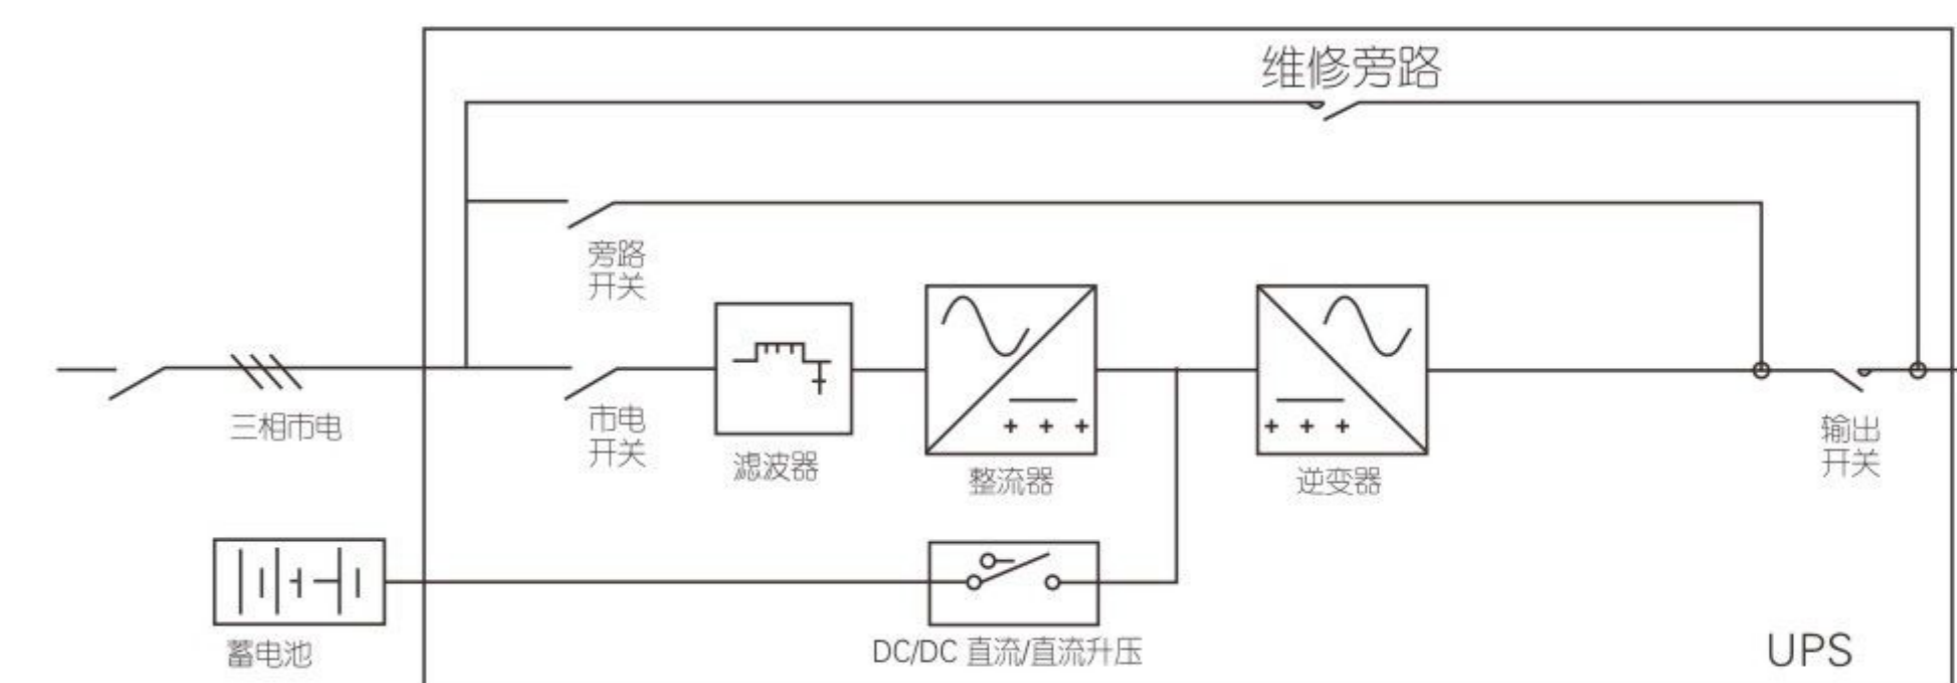 维修旁路
旁路
开关
三相市电
市电
开关
滤波器
整流器
逆变器
输出
开关
蓄电池
DC/DC 直流/直流升压
UPS